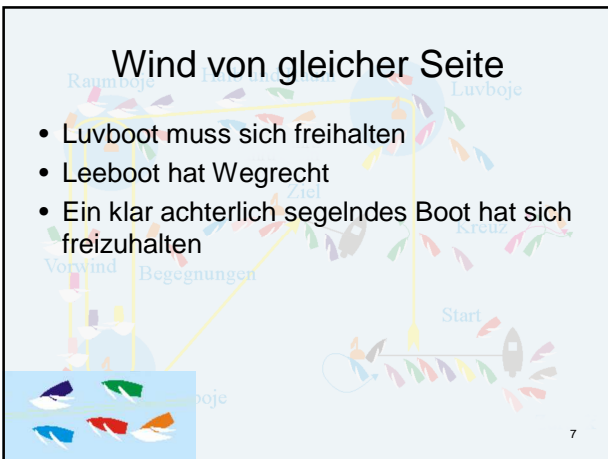 Wind von gleicher Seite
Raumboje
Luvboje
• Luvboot muss sich freihalten
• Leeboot hat Wegrecht
Ziel
• Ein klar achterlich segelndes Boot hat sich
freizuhalten
Kreuz
Vorwind
Begegnungen
Start
7